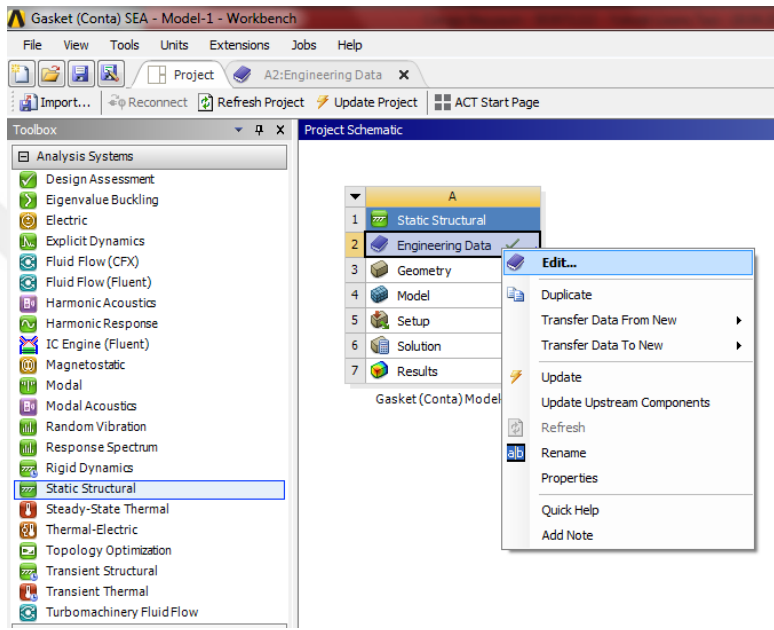 Gasket (Conta) SEA - Model-1 - Workbench
File View Tools Units Extensions Jobs Help
Project A2:Engineering Data
Import... Reconnect Refresh Project Update Project ACT Start Page
Toolbox
Project Schematic
Analysis Systems
Design Assessment
Eigenvalue Buckling
Electric
Explicit Dynamics
Fluid Flow (CFX)
Fluid Flow (Fluent)
Harmonic Acoustics
Harmonic Response
IC Engine (Fluent)
Magnetostatic
Modal
Modal Acoustics
Random Vibration
Response Spectrum
Rigid Dynamics
Static Structural
Steady-State Thermal
Thermal-Electric
Topology Optimization
Transient Structural
Transient Thermal
Turbomachinery Fluid Flow
A
1 Static Structural
2 Engineering Data
3 Geometry
4 Model
5 Setup
6 Solution
7 Results
Gasket (Conta) Model
Edit...
Duplicate
Transfer Data From New
Transfer Data To New
Update
Update Upstream Components
Refresh
a|b Rename
Properties
Quick Help
Add Note